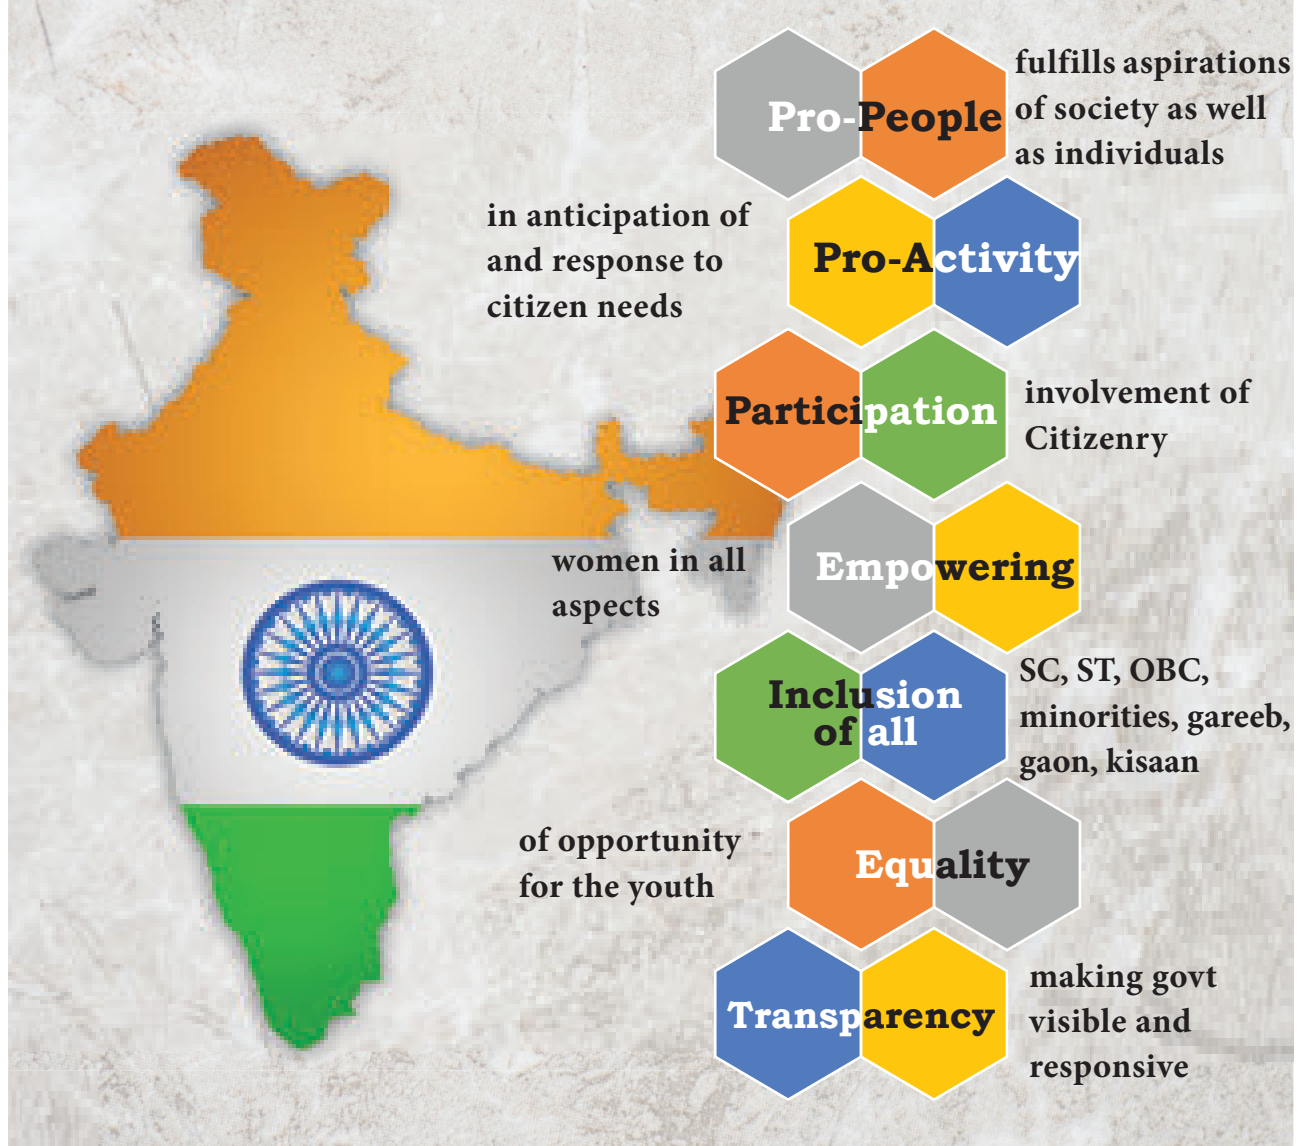 Pro-People
fulfills aspirations
of society as well
as individuals
in anticipation of
and response to
citizen needs
Pro-Activity
Participation
involvement of
Citizenry
women in all
aspects
Empowering
Inclusion
of all
SC, ST, OBC,
minorities, gareeb,
gaon, kisaan
of opportunity
for the youth
Equality
Transparency
making govt
visible and
responsive